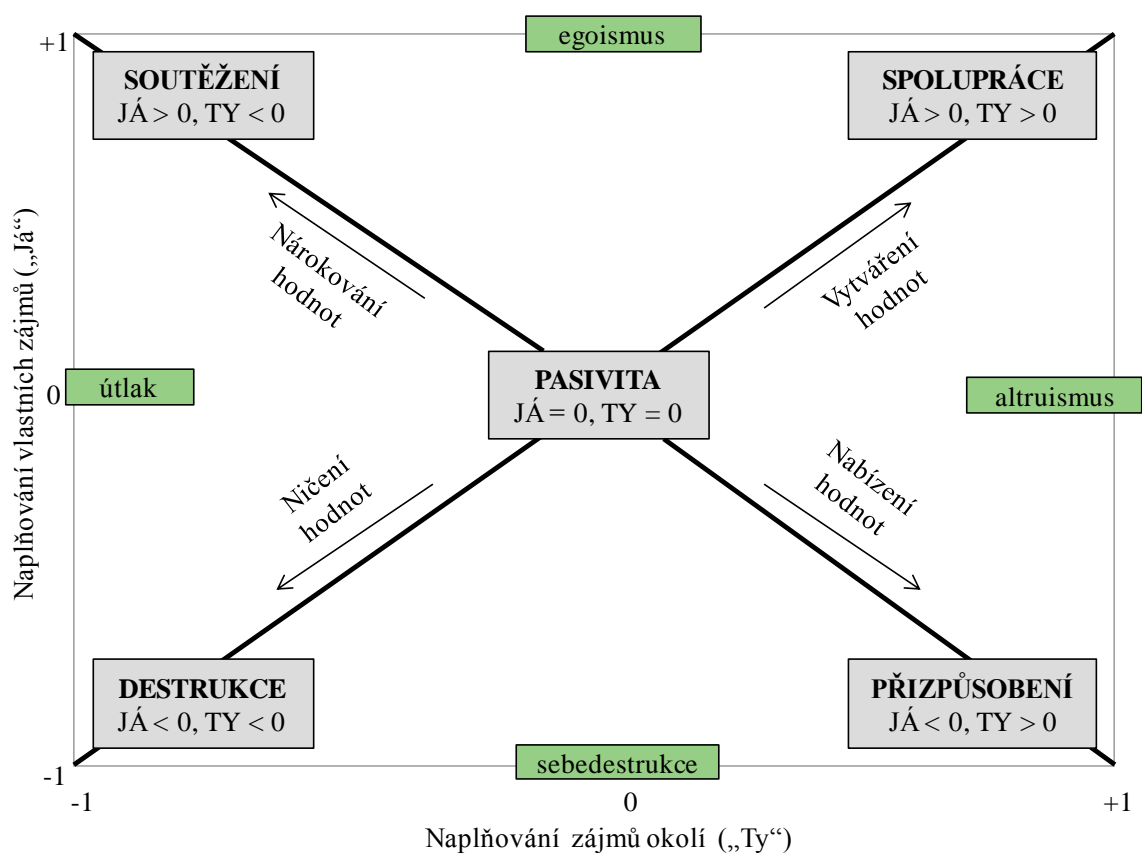 +1
egoismus
SOUTĚŽENÍ
JÁ > 0, TY < 0
SPOLUPRÁCE
JÁ > 0, TY > 0
Nárokování
hodnot
Vytváření
hodnot
Naplňování vlastních zájmů („Já“)
0
útlak
PASIVITA
JÁ = 0, TY = 0
altruismus
Ničení
hodnot
Nabízení
hodnot
DESTRUKCE
JÁ < 0, TY < 0
PŘIZPŮSOBENÍ
JÁ < 0, TY > 0
sebedestrukce
-1
-1
0
+1
Naplňování zájmů okolí („Ty“)